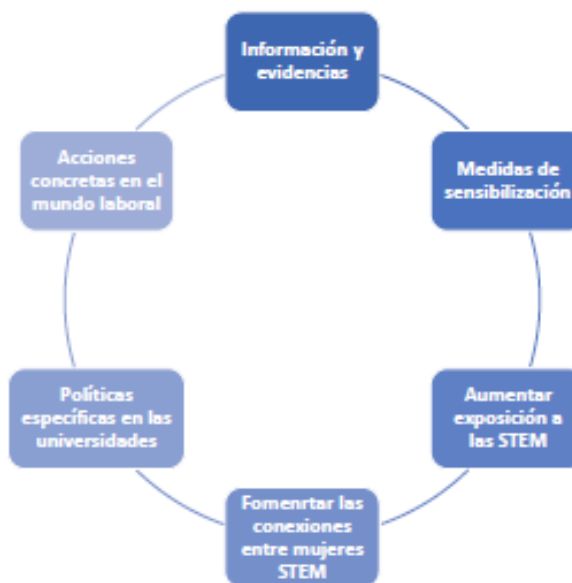 Información y
evidencias
Medidas de
sensibilización
Aumentar
exposición a
las STEM
Fomenrtar las
conexiones
entre mujeres
STEM
Políticas
específicas en las
universidades
Acciones
concretas en el
mundo laboral